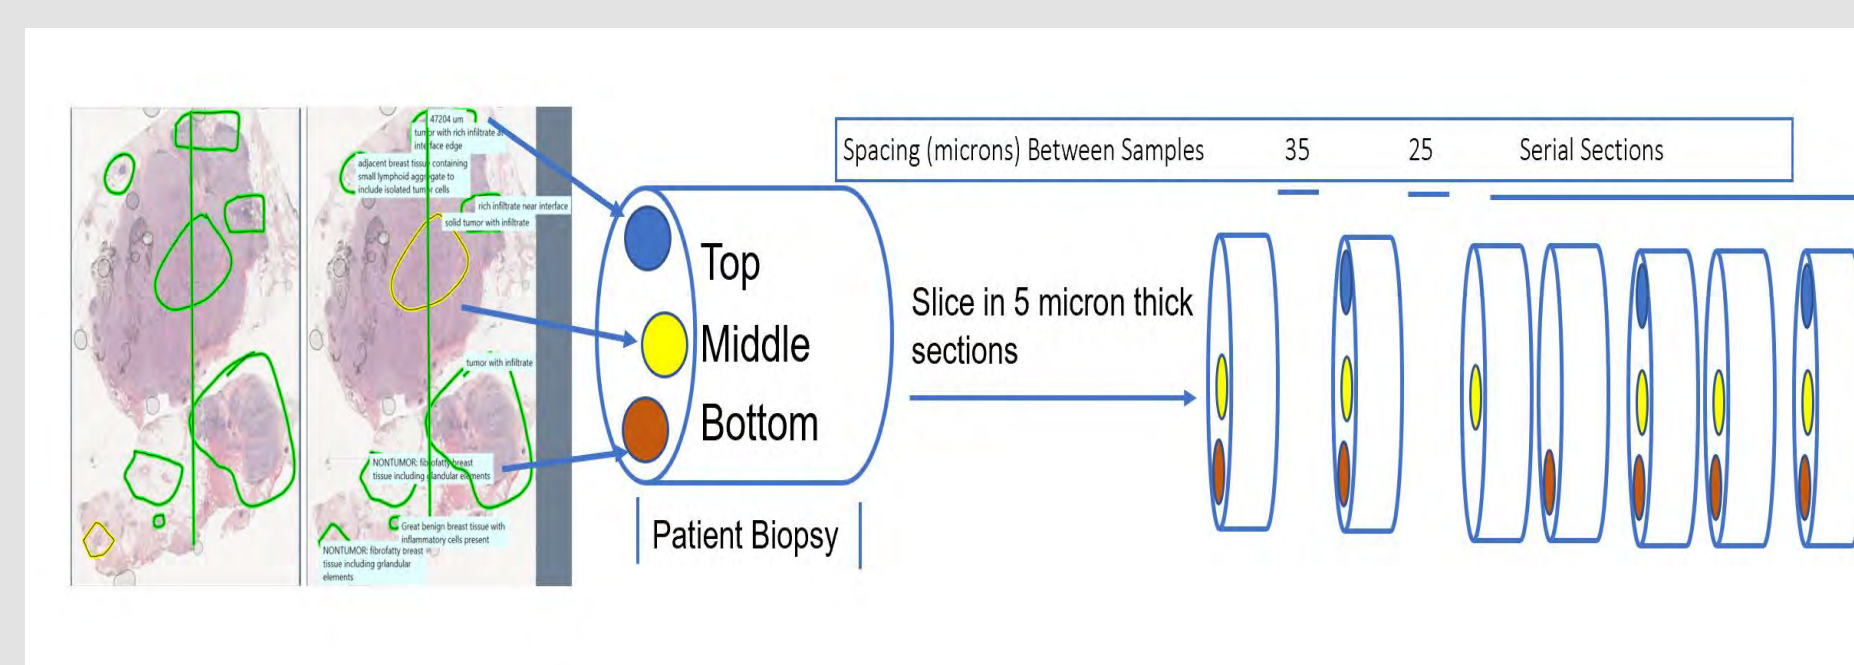 47204 um
tumor with rich infiltrate at
interface edge
adjacent breast tissue containing
small lymphoid aggregate to
include isolated tumor cells
rich infiltrate near interface
solid tumor with infiltrate
tumor with infiltrate
NONTUMOR: fibrofatty breast
tissue including glandular elements
Great benign breast tissue with
inflammatory cells present
NONTUMOR: fibrofatty breast
tissue including grlandular
elements
Top
Middle
Bottom
Patient Biopsy
Slice in 5 micron thick
sections
Spacing (microns) Between Samples 35 25 Serial Sections